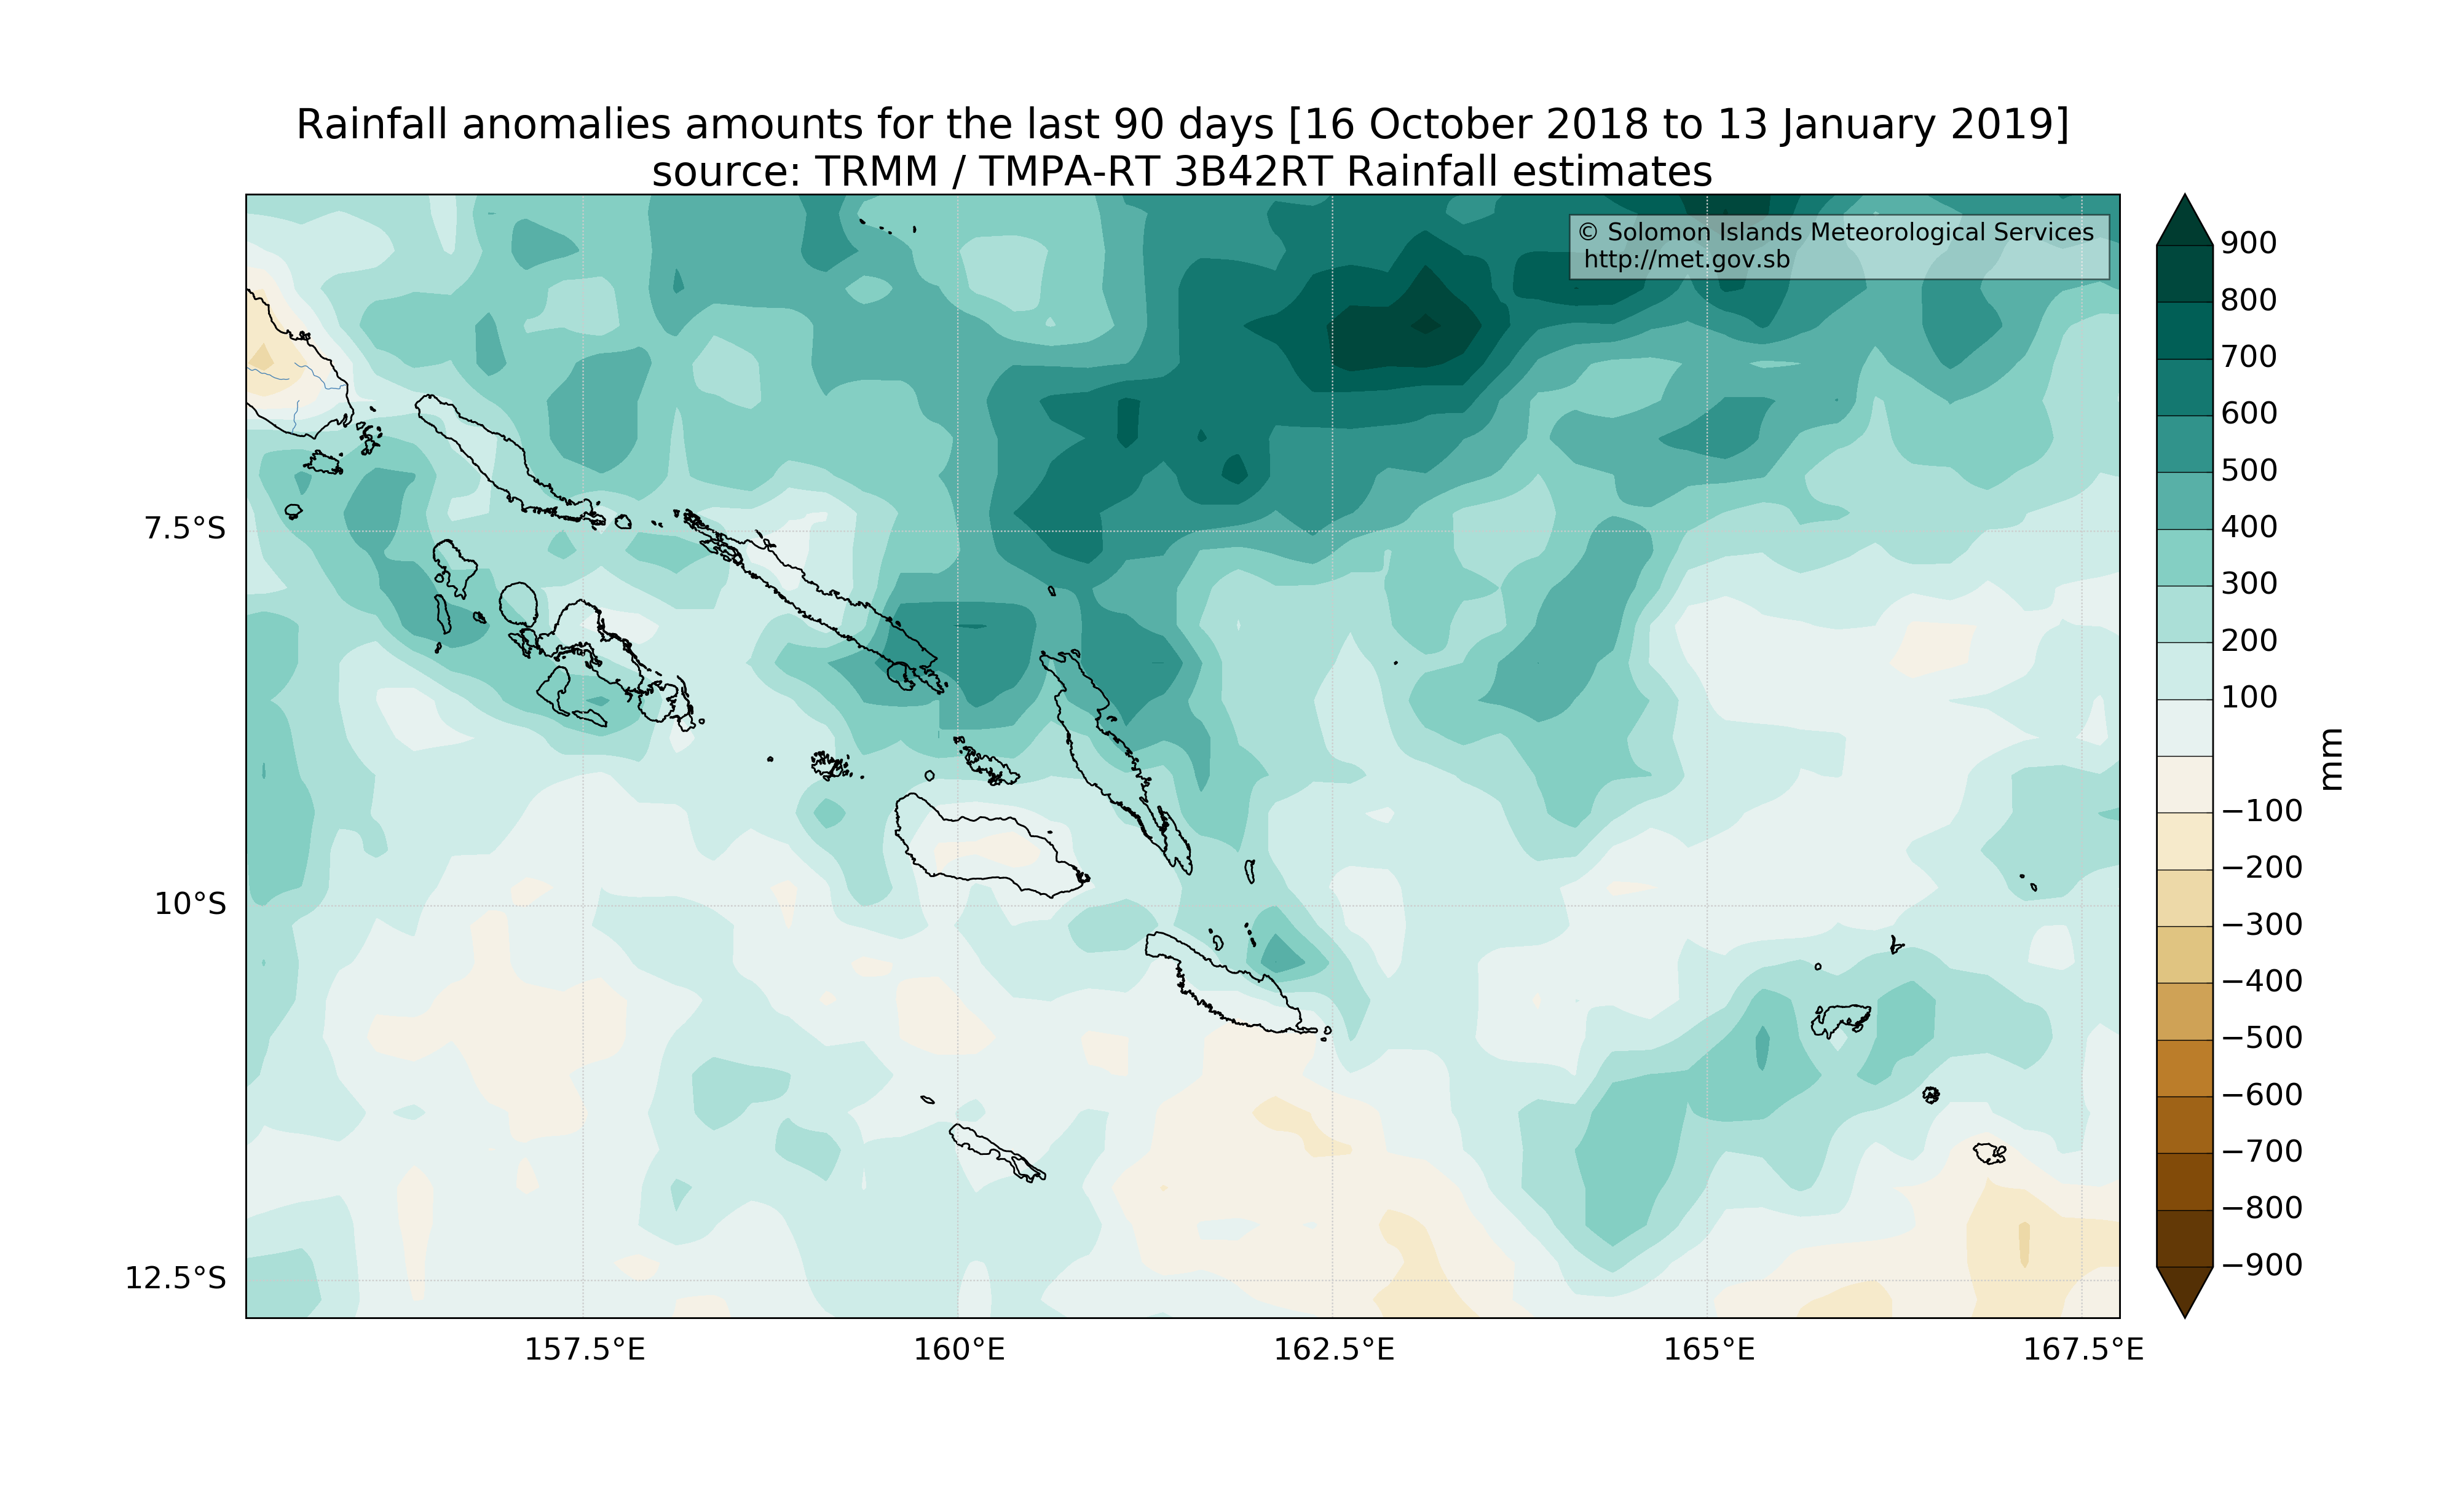 Rainfall anomalies amounts for the last 90 days [16 October 2018 to 13 January 2019]
source: TRMM / TMPA-RT 3B42RT Rainfall estimates
© Solomon Islands Meteorological Services
http://met.gov.sb
7.5°S
10°S
12.5°S
157.5°E
160°E
162.5°E
165°E
167.5°E
900
800
700
600
500
400
300
200
100
−100
−200
−300
−400
−500
−600
−700
−800
−900
mm